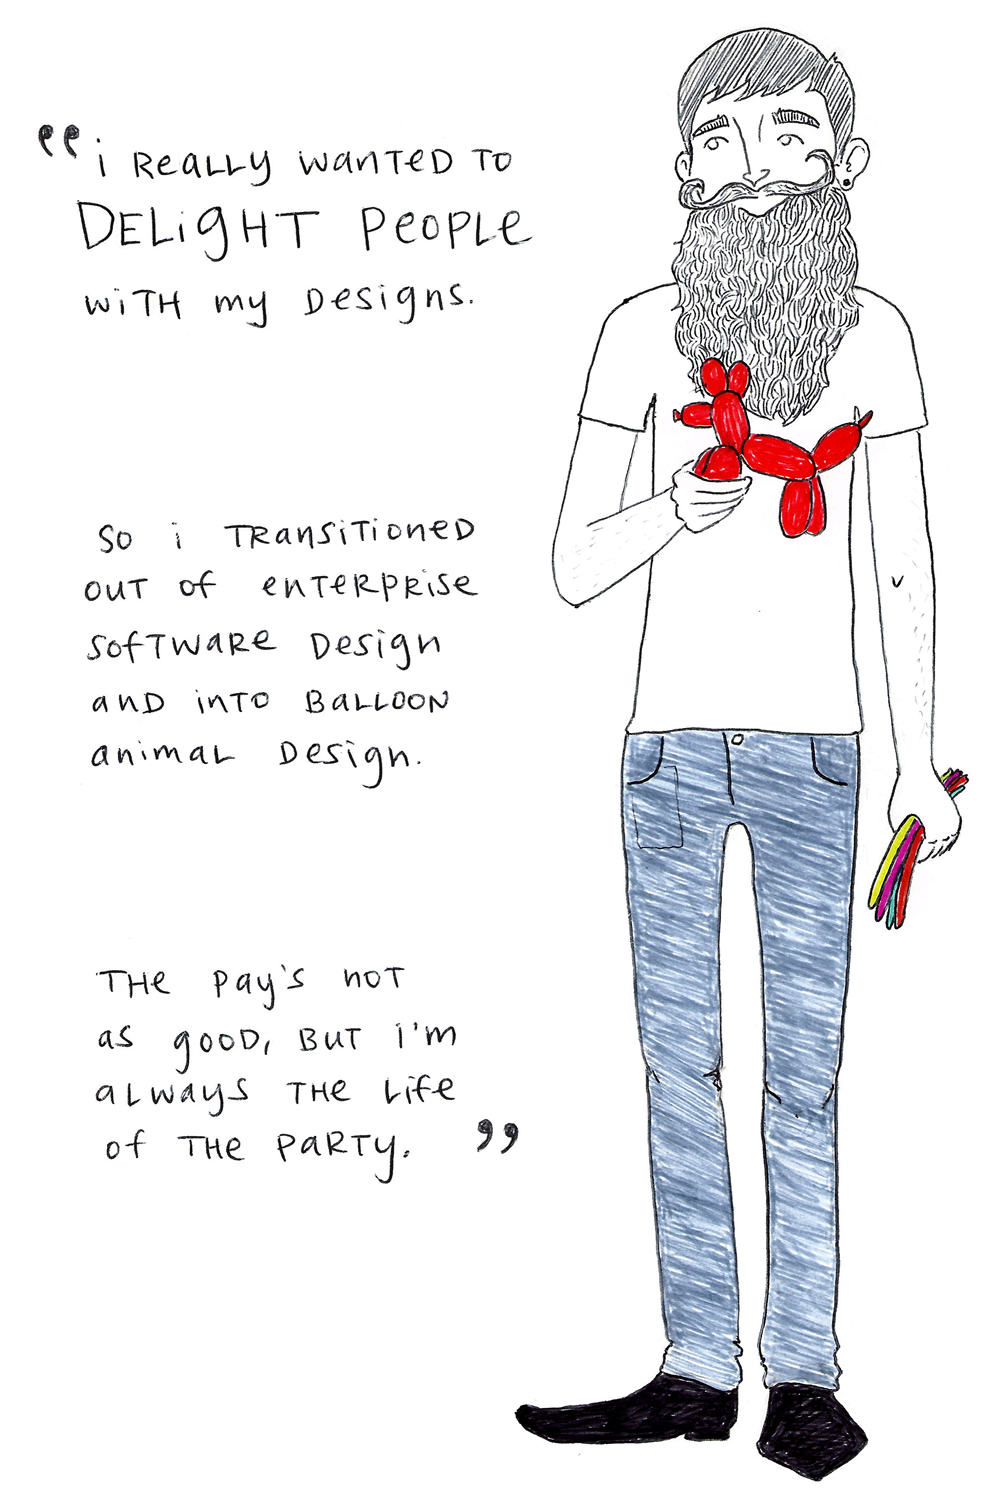 “i REALLY WANTED TO
DELiGHT PEOPLE
WiTH my DESIGNS.
So i TRANSiTiONED
OUT OF ENTERPRiSE
SOFTWARE DESIGN
AND iNTO BALLOON
ANiMAL DESIGN.
THE PAY'S NOT
AS GOOD, BUT i'm
ALWAYS THE LiFE
OF THE PARTY.”